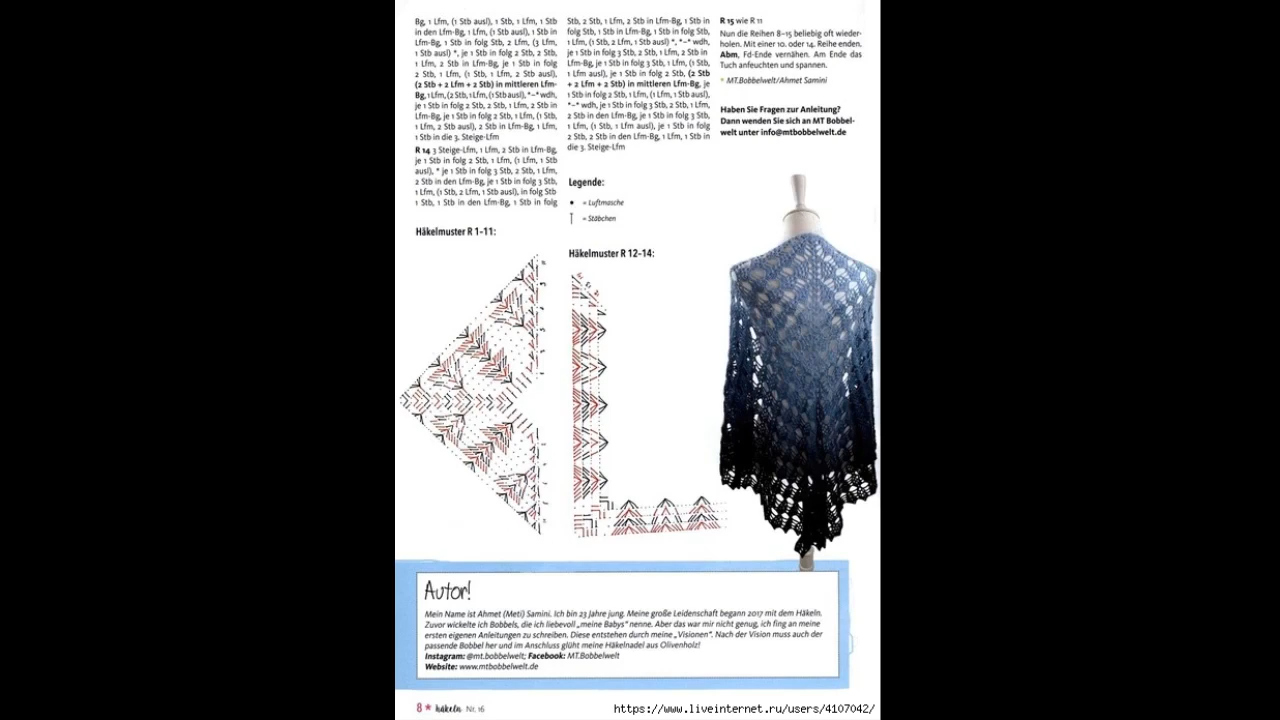 Bg, 1 Lfm, (1 Stb ausl), 1 Stb, 1 Lfm, 1 Stb
in den Lfm-Bg, 1 Lfm, (1 Stb ausl), 1 Stb in
Lfm-Bg, 1 Stb in folg Stb, 2 Lfm, (3 Lfm,
1 Stb ausl) *, je 1 Stb in folg 2 Stb, 2 Stb,
1 Lfm, 2 Stb in Lfm-Bg, je 1 Stb in folg
2 Stb, 1 Lfm, (1 Stb, 1 Lfm, 2 Stb ausl),
(2 Stb + 2 Lfm + 2 Stb) in mittleren Lfm-
Bg, 1 Lfm, (2 Stb, 1 Lfm, (1 Stb ausl), *–* wdh,
je 1 Stb in folg 2 Stb, 2 Stb, 1 Lfm, 2 Stb in
Lfm-Bg, je 1 Stb in folg 2 Stb, 1 Lfm, (1 Stb,
1 Lfm, 2 Stb ausl), 2 Stb in Lfm-Bg, 1 Lfm,
1 Stb in die 3. Steige-Lfm
R 14 3 Steige-Lfm, 1 Lfm, 2 Stb in Lfm-Bg,
je 1 Stb in folg 2 Stb, 1 Lfm, (1 Lfm, 1 Stb
ausl), * je 1 Stb in folg 3 Stb, 2 Stb, 1 Lfm,
2 Stb in den Lfm-Bg, je 1 Stb in folg 3 Stb,
1 Lfm, (1 Stb, 2 Lfm, 1 Stb ausl), in folg Stb
1 Stb, 1 Stb in den Lfm-Bg, 1 Stb in folg
Stb, 2 Stb, 1 Lfm, 2 Stb in Lfm-Bg, 1 Stb in
folg Stb, 1 Stb in Lfm-Bg, 1 Stb in folg Stb,
1 Lfm, (1 Stb, 2 Lfm, 1 Stb ausl) *, *–* wdh,
je 1 Stb in folg 3 Stb, 2 Stb, 1 Lfm, 2 Stb in
Lfm-Bg, je 1 Stb in folg 3 Stb, 1 Lfm, (1 Stb,
1 Lfm ausl), je 1 Stb in folg 2 Stb, (2 Stb
+ 2 Lfm + 2 Stb) in mittleren Lfm-Bg, je
1 Stb in folg 2 Stb, 1 Lfm, (1 Lfm, 1 Stb ausl),
*–* wdh, je 1 Stb in folg 3 Stb, 2 Stb, 1 Lfm,
2 Stb in den Lfm-Bg, je 1 Stb in folg 3 Stb,
1 Lfm, (1 Stb, 1 Lfm ausl), je 1 Stb in folg
2 Stb, 2 Stb in den Lfm-Bg, 1 Lfm, 1 Stb in
die 3. Steige-Lfm
R 15 wie R 11
Nun die Reihen 8–15 beliebig oft wieder-
holen. Mit einer 10. oder 14. Reihe enden.
Abm, Fd-Ende vernähen. Am Ende das
Tuch anfeuchten und spannen.
* MT.Bobbelwelt/Ahmet Samini
Haben Sie Fragen zur Anleitung?
Dann wenden Sie sich an MT Bobbel-
welt unter info@mtbobbelwelt.de
Legende:
= Luftmasche
= Stäbchen
Häkelmuster R 1–11:
Häkelmuster R 12–14:
Autor!
Mein Name ist Ahmet (Meti) Samini. Ich bin 23 Jahre jung. Meine große Leidenschaft begann 2017 mit dem Häkeln.
Zuvor wickelte ich Bobbels, die ich liebevoll „meine Babys“ nenne. Aber das war mir nicht genug, ich fing an meine
ersten eigenen Anleitungen zu schreiben. Diese entstehen durch meine „Visionen“. Nach der Vision muss auch der
passende Bobbel her und im Anschluss glüht meine Häkelnadel aus Olivenholz!
Instagram: @mt.bobbelwelt; Facebook: MT.Bobbelwelt
Website: www.mtbobbelwelt.de
8 * häkeln Nr. 16
https://www.liveinternet.ru/users/4107042/